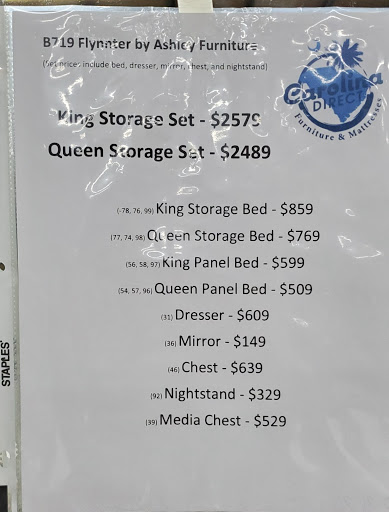 B719 Flynnter by Ashley Furniture
(Set prices include bed, dresser, mirror, chest, and nightstand)
Carolina
DIRECT
Furniture & Mattress
King Storage Set - $2579
Queen Storage Set - $2489
(-78, 76, 99) King Storage Bed - $859
(77, 74, 98) Queen Storage Bed - $769
(56, 58, 97) King Panel Bed - $599
(54, 57, 96) Queen Panel Bed - $509
(31) Dresser - $609
(36) Mirror - $149
(46) Chest - $639
(92) Nightstand - $329
(39) Media Chest - $529
STAPLES